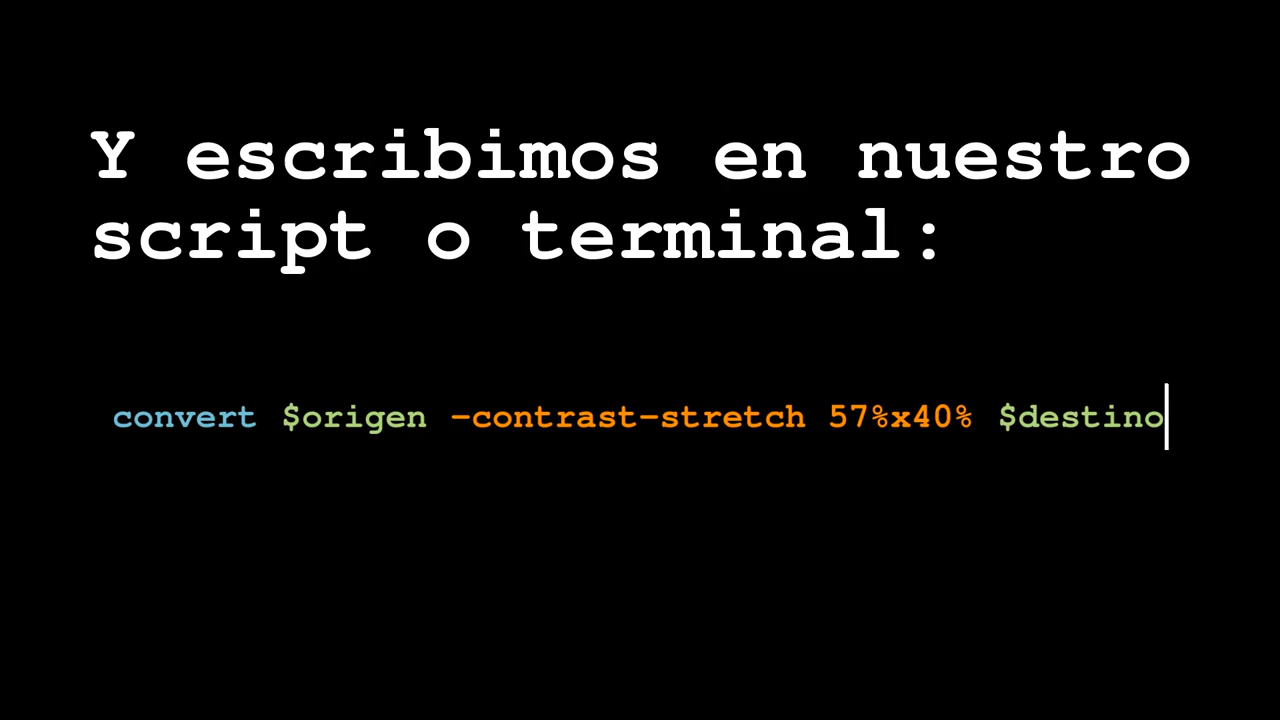 Y escribimos en nuestro
script o terminal:
convert $origen -contrast-stretch 57%x40% $destino